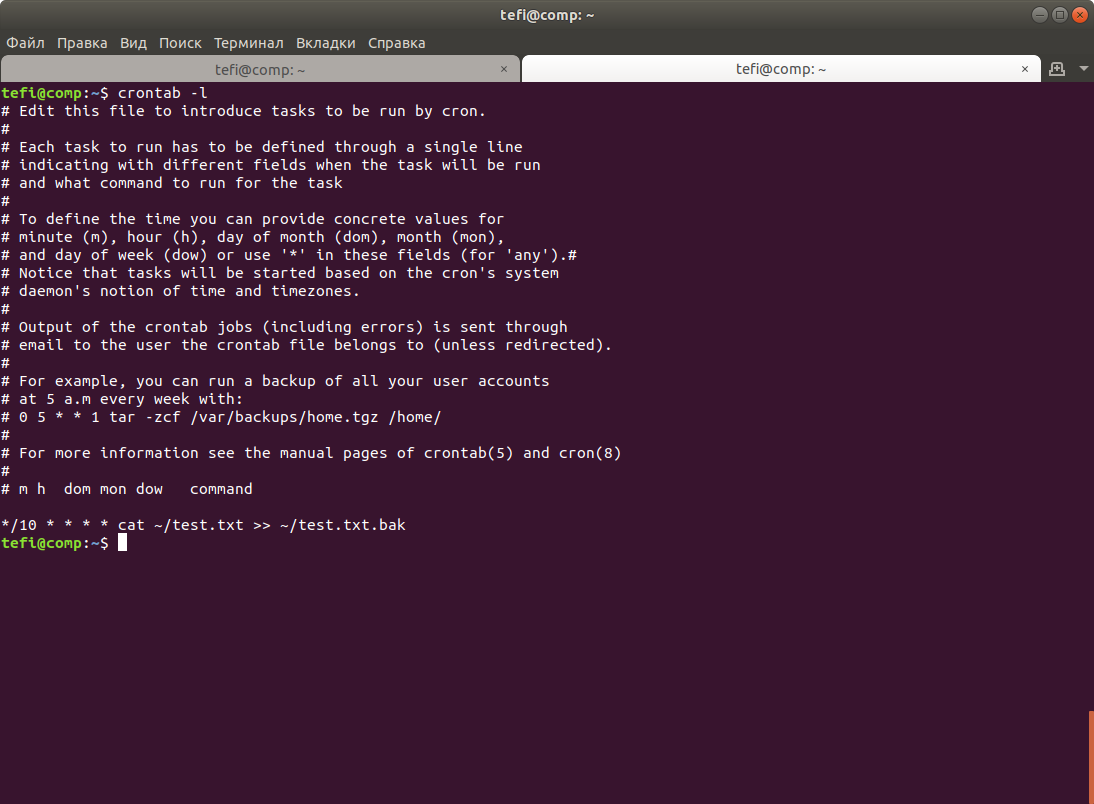 tefi@comp: ~
Файл Правка Вид Поиск Терминал Вкладки Справка
tefi@comp: ~ × tefi@comp: ~ ×
tefi@comp:~$ crontab -l
# Edit this file to introduce tasks to be run by cron.
#
# Each task to run has to be defined through a single line
# indicating with different fields when the task will be run
# and what command to run for the task
#
# To define the time you can provide concrete values for
# minute (m), hour (h), day of month (dom), month (mon),
# and day of week (dow) or use '*' in these fields (for 'any').#
# Notice that tasks will be started based on the cron's system
# daemon's notion of time and timezones.
#
# Output of the crontab jobs (including errors) is sent through
# email to the user the crontab file belongs to (unless redirected).
#
# For example, you can run a backup of all your user accounts
# at 5 a.m every week with:
# 0 5 * * 1 tar -zcf /var/backups/home.tgz /home/
#
# For more information see the manual pages of crontab(5) and cron(8)
#
# m h  dom mon dow   command
*/10 * * * * cat ~/test.txt >> ~/test.txt.bak
tefi@comp:~$